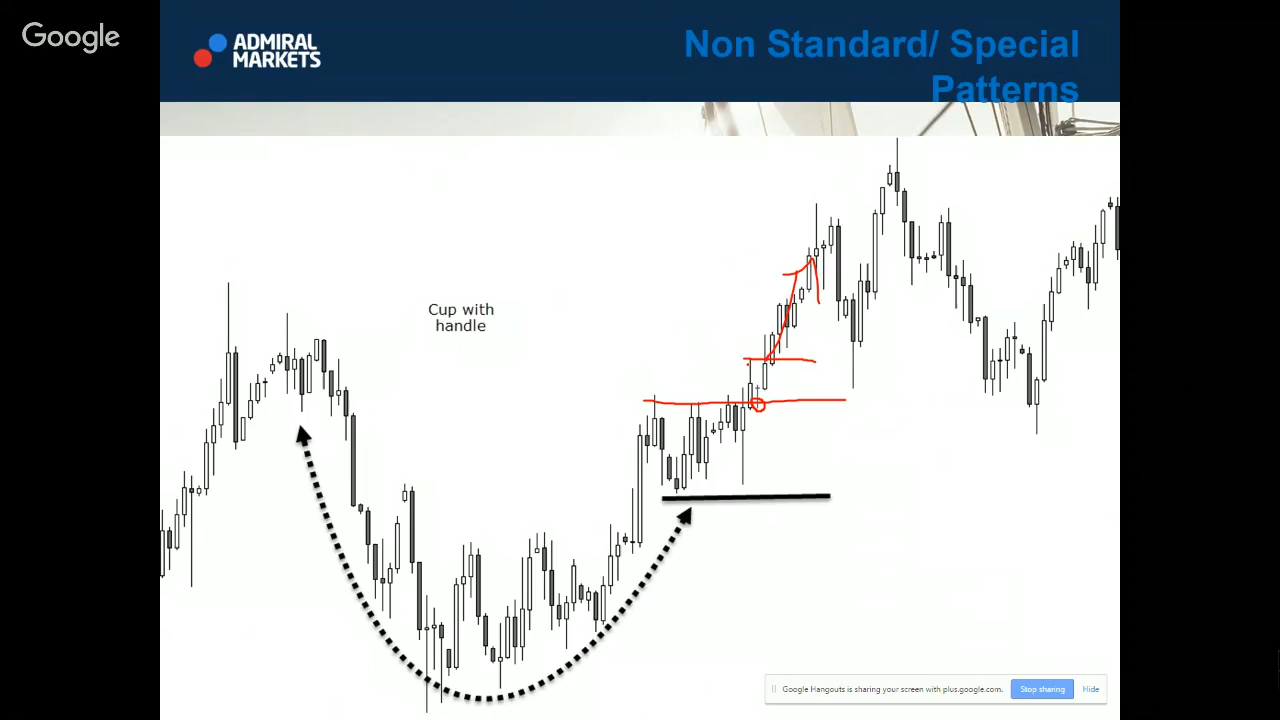 Google
ADMIRAL
MARKETS
Non Standard/ Special
Patterns
Cup with
handle
Google Hangouts is sharing your screen with plus.google.com.
Stop sharing
Hide